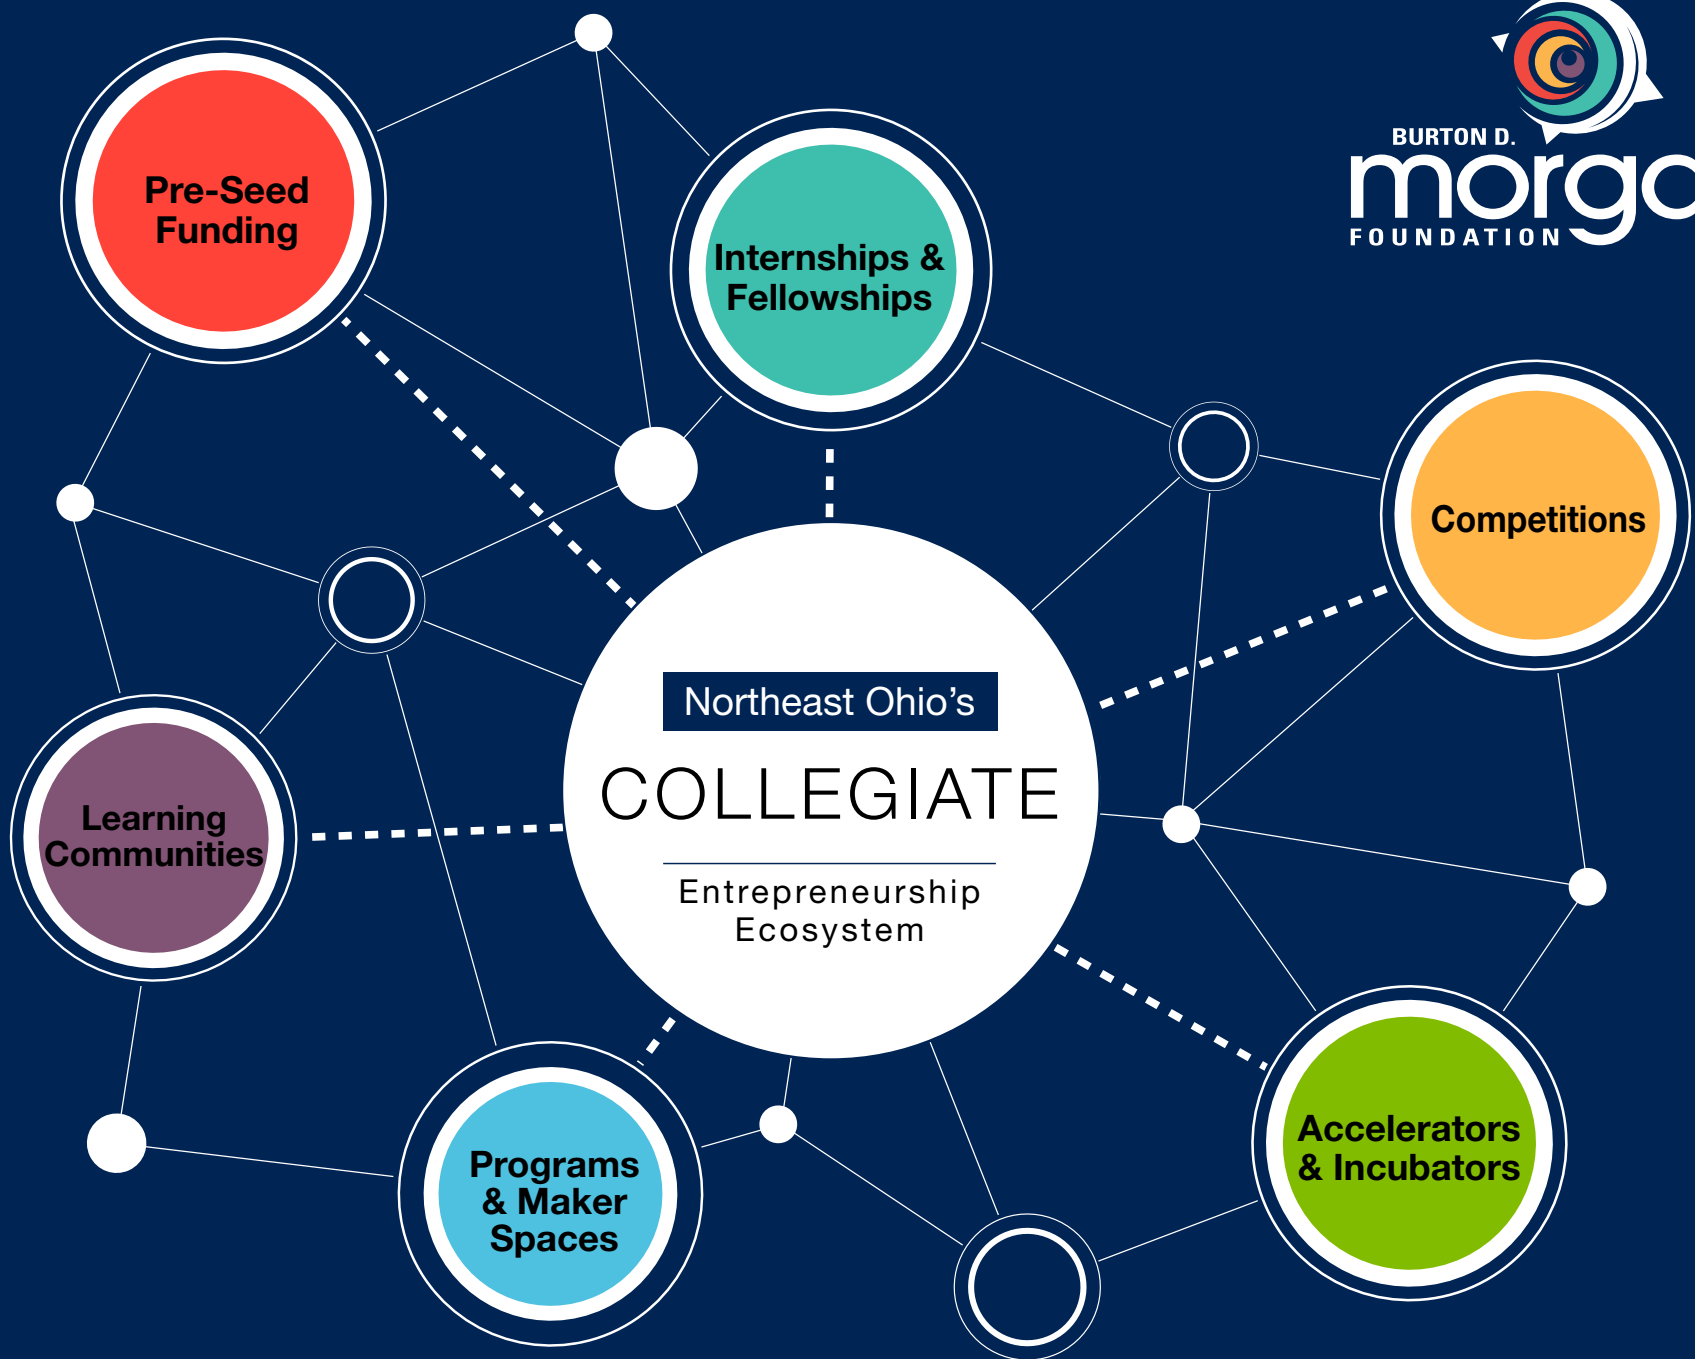 BURTON D.
morga
FOUNDATION
Pre-Seed
Funding
Internships &
Fellowships
Competitions
Northeast Ohio's
COLLEGIATE
Entrepreneurship
Ecosystem
Learning
Communities
Programs
& Maker
Spaces
Accelerators
& Incubators